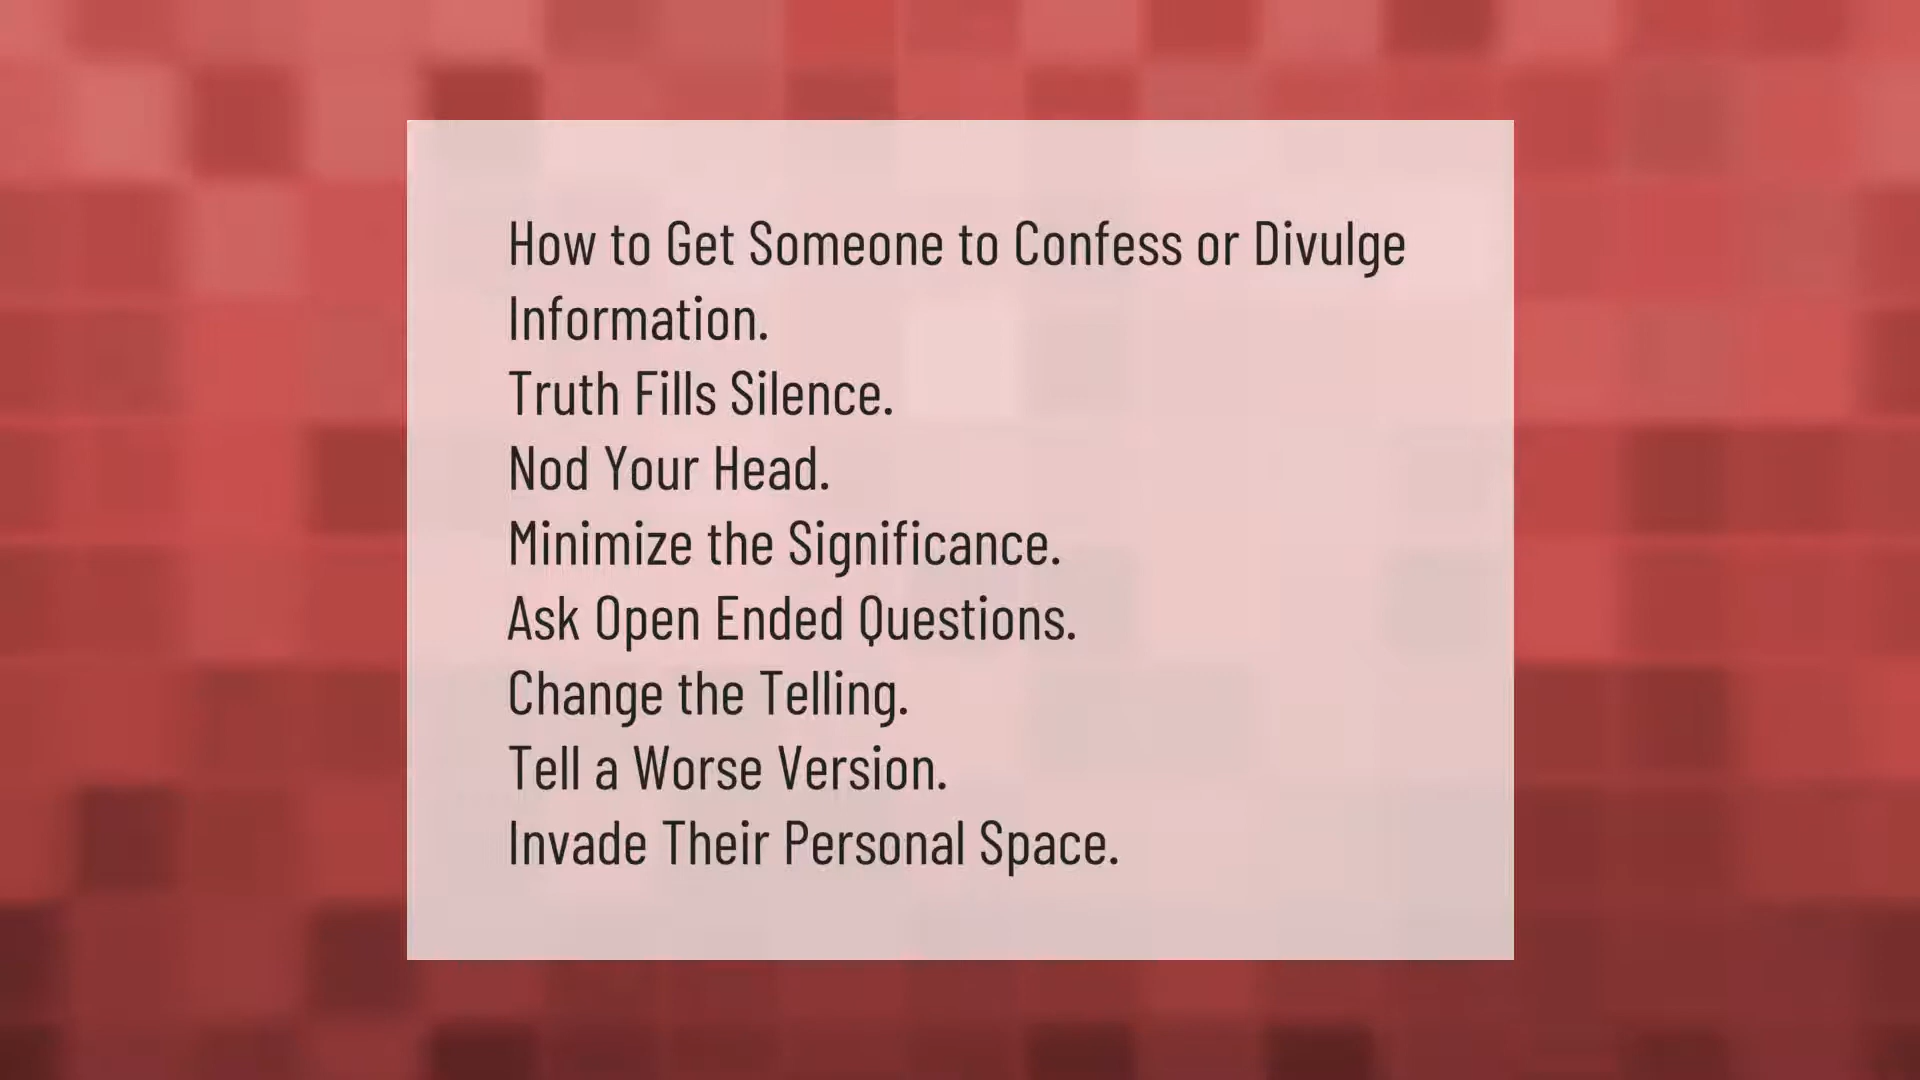 How to Get Someone to Confess or Divulge
Information.
Truth Fills Silence.
Nod Your Head.
Minimize the Significance.
Ask Open Ended Questions.
Change the Telling.
Tell a Worse Version.
Invade Their Personal Space.